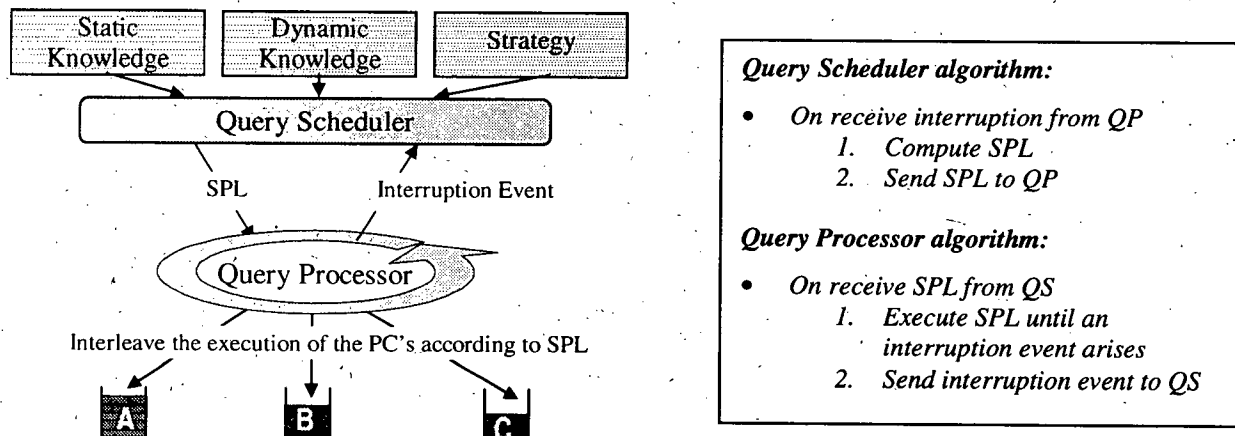 Static
Knowledge
Dynamic
Knowledge
Strategy
Query Scheduler
SPL
Interruption Event
Query Processor
Interleave the execution of the PC's according to SPL
A
B
C
Query Scheduler algorithm:
• On receive interruption from QP
1. Compute SPL
2. Send SPL to QP
Query Processor algorithm:
• On receive SPL from QS
1. Execute SPL until an
interruption event arises
2. Send interruption event to QS